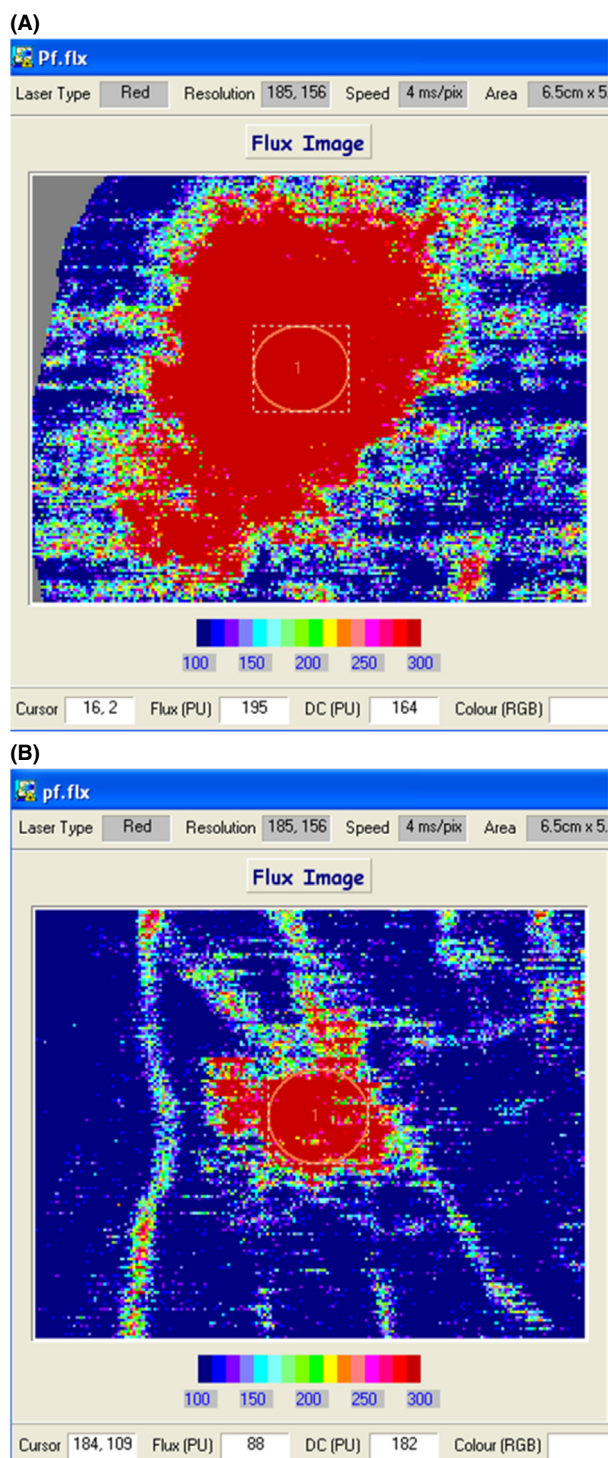 (A)
Pf.flx
Laser Type Red Resolution 185, 156 Speed 4 ms/pix Area 6.5cm x 5.
Flux Image
1
100 150 200 250 300
Cursor 16, 2 Flux (PU) 195 DC (PU) 164 Colour (RGB)
(B)
pf.flx
Laser Type Red Resolution 185, 156 Speed 4 ms/pix Area 6.5cm x 5.
Flux Image
1
100 150 200 250 300
Cursor 184, 109 Flux (PU) 88 DC (PU) 182 Colour (RGB)